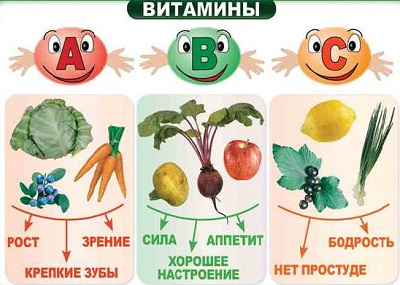 ВИТАМИНЫ
А
В
С
РОСТ
ЗРЕНИЕ
КРЕПКИЕ ЗУБЫ
СИЛА
АППЕТИТ
ХОРОШЕЕ
НАСТРОЕНИЕ
БОДРОСТЬ
НЕТ ПРОСТУДЕ